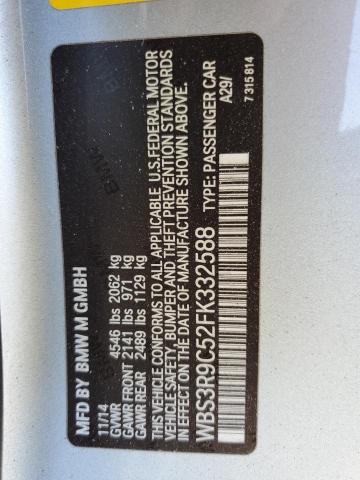 MFD BY BMW M GMBH
11/14
GVWR 4546 lbs 2062 kg
GAWR FRONT 2141 lbs 971 kg
GAWR REAR 2489 lbs 1129 kg
THIS VEHICLE CONFORMS TO ALL APPLICABLE U.S. FEDERAL MOTOR
VEHICLE SAFETY, BUMPER AND THEFT PREVENTION STANDARDS
IN EFFECT ON THE DATE OF MANUFACTURE SHOWN ABOVE.
WBS3R9C52FK332588 TYPE: PASSENGER CAR
A29/
7 315 814
BMW